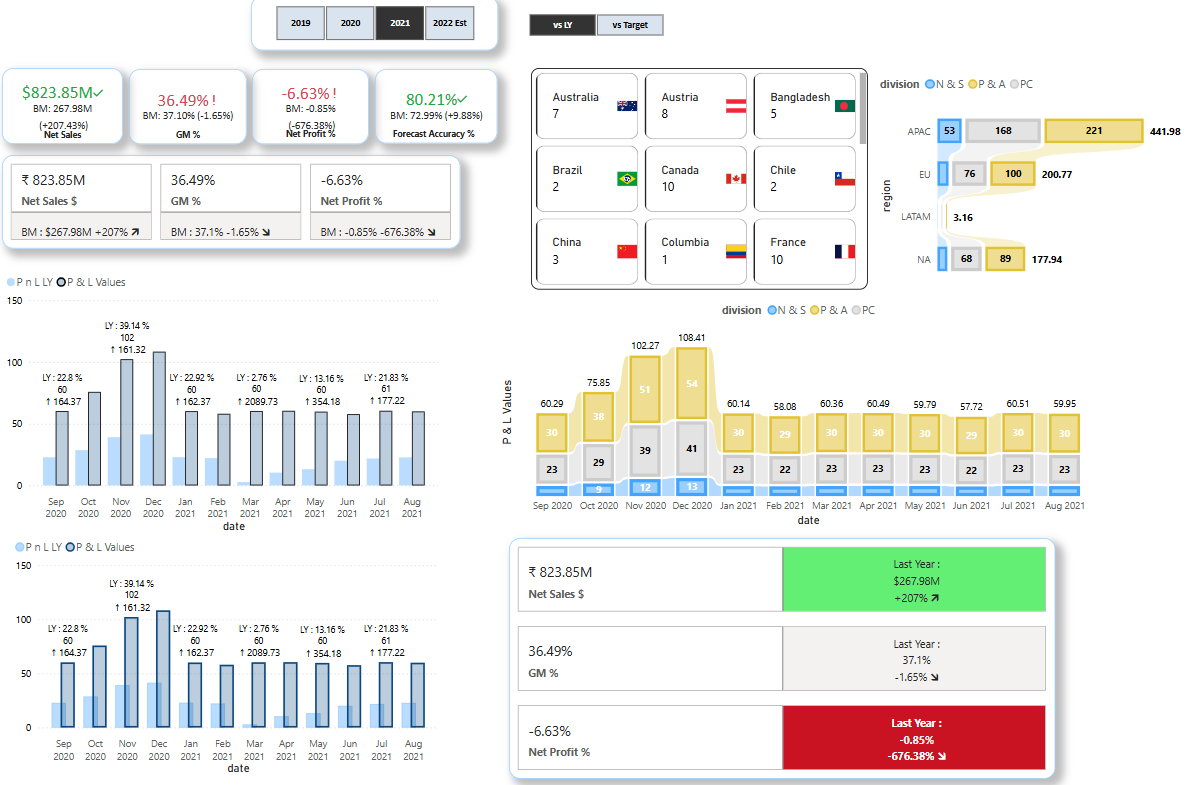 2019 2020 2021 2022 Est
vs LY vs Target
$823.85M✓
BM: 267.98M
(+207.43%)
Net Sales
36.49% !
BM: 37.10% (-1.65%)
GM %
-6.63% !
BM: -0.85%
(-676.38%)
Net Profit %
80.21%✓
BM: 72.99% (+9.88%)
Forecast Accuracy %
₹ 823.85M
Net Sales $
BM : $267.98M +207% ↗
36.49%
GM %
BM : 37.1% -1.65% ↘
-6.63%
Net Profit %
BM : -0.85% -676.38% ↘
Australia
7
Austria
8
Bangladesh
5
Brazil
2
Canada
10
Chile
2
China
3
Columbia
1
France
10
division N & S P & A PC
region
APAC 53 168 221 441.98
EU 76 100 200.77
LATAM 3.16
NA 68 89 177.94
P n L LY P & L Values
150
100
50
0
LY : 22.8 %
60
↑ 164.37
LY : 39.14 %
102
↑ 161.32
LY : 22.92 %
60
↑ 162.37
LY : 2.76 %
60
↑ 2089.73
LY : 13.16 %
60
↑ 354.18
LY : 21.83 %
61
↑ 177.22
Sep Oct Nov Dec Jan Feb Mar Apr May Jun Jul Aug
2020 2020 2020 2020 2021 2021 2021 2021 2021 2021 2021 2021
date
division N & S P & A PC
P & L Values
60.29 75.85 102.27 108.41 60.14 58.08 60.36 60.49 59.79 57.72 60.51 59.95
30 38 51 54 30 29 30 30 30 29 30 30
23 29 39 41 23 22 23 23 23 22 23 23
9 12 13
Sep 2020 Oct 2020 Nov 2020 Dec 2020 Jan 2021 Feb 2021 Mar 2021 Apr 2021 May 2021 Jun 2021 Jul 2021 Aug 2021
date
P n L LY P & L Values
150
100
50
0
LY : 22.8 %
60
↑ 164.37
LY : 39.14 %
102
↑ 161.32
LY : 22.92 %
60
↑ 162.37
LY : 2.76 %
60
↑ 2089.73
LY : 13.16 %
60
↑ 354.18
LY : 21.83 %
61
↑ 177.22
Sep Oct Nov Dec Jan Feb Mar Apr May Jun Jul Aug
2020 2020 2020 2020 2021 2021 2021 2021 2021 2021 2021 2021
date
₹ 823.85M
Net Sales $
Last Year :
$267.98M
+207% ↗
36.49%
GM %
Last Year :
37.1%
-1.65% ↘
-6.63%
Net Profit %
Last Year :
-0.85%
-676.38% ↘